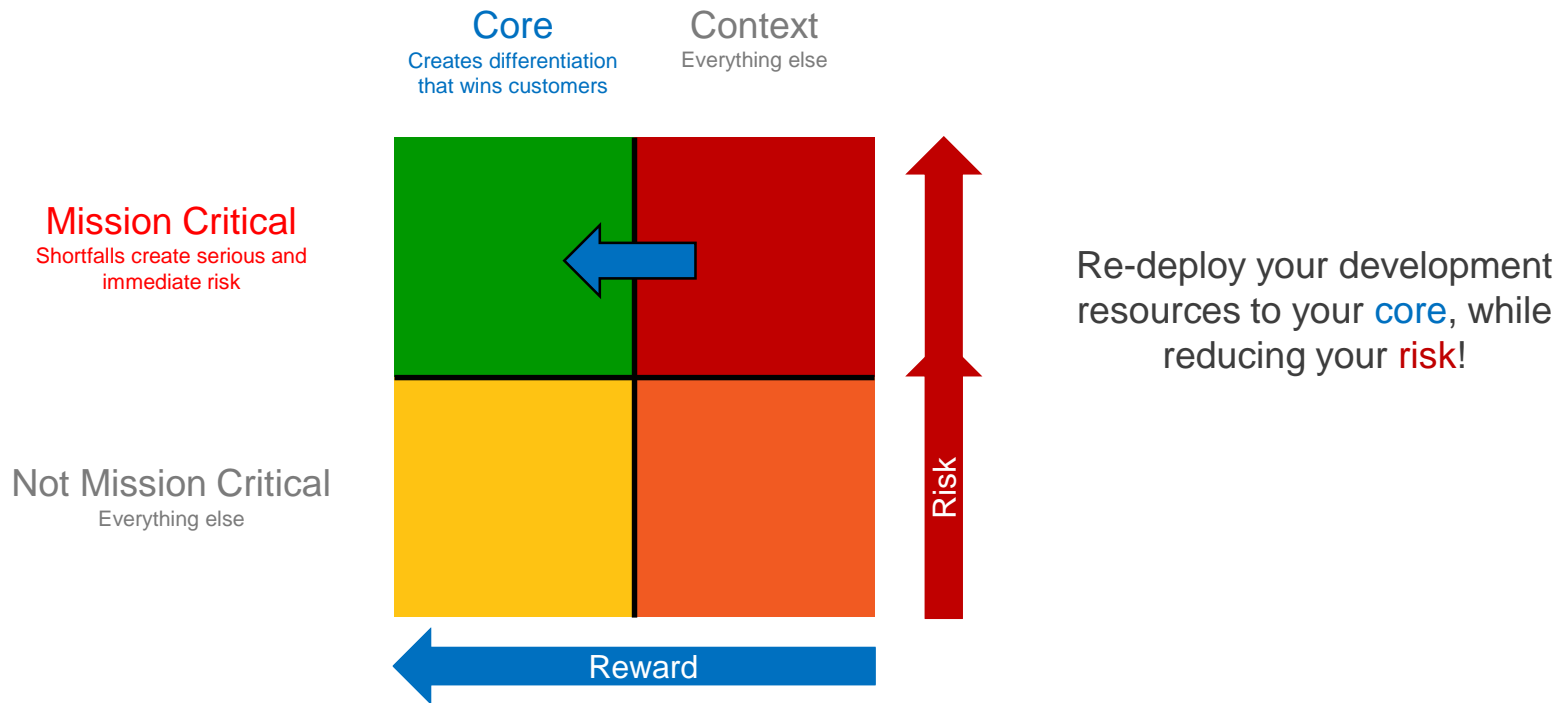 Core
Creates differentiation
that wins customers
Context
Everything else
Mission Critical
Shortfalls create serious and
immediate risk
Not Mission Critical
Everything else
Risk
Reward
Re-deploy your development
resources to your core, while
reducing your risk!